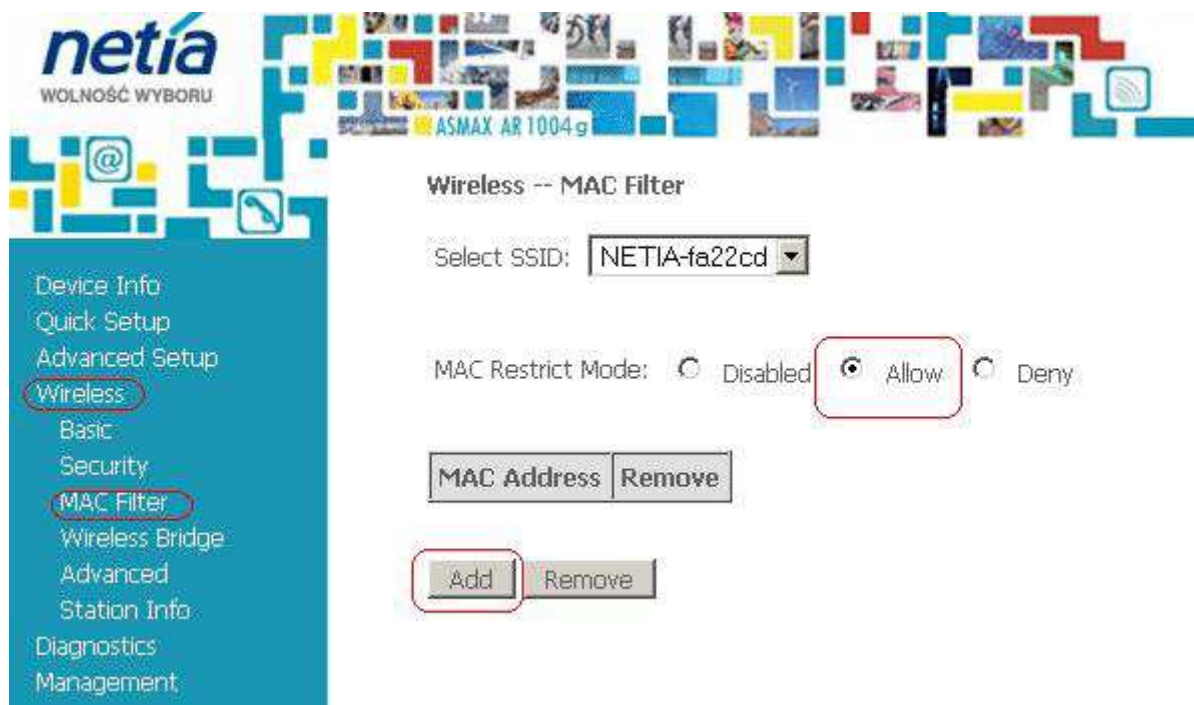 netia
WOLNOŚĆ WYBORU
@
ASMAX AR 1004g
Wireless -- MAC Filter
Select SSID: NETIA-fa22cd
Device Info
Quick Setup
Advanced Setup
Wireless
Basic
Security
MAC Filter
Wireless Bridge
Advanced
Station Info
Diagnostics
Management
MAC Restrict Mode: Disabled Allow Deny
MAC Address Remove
Add Remove